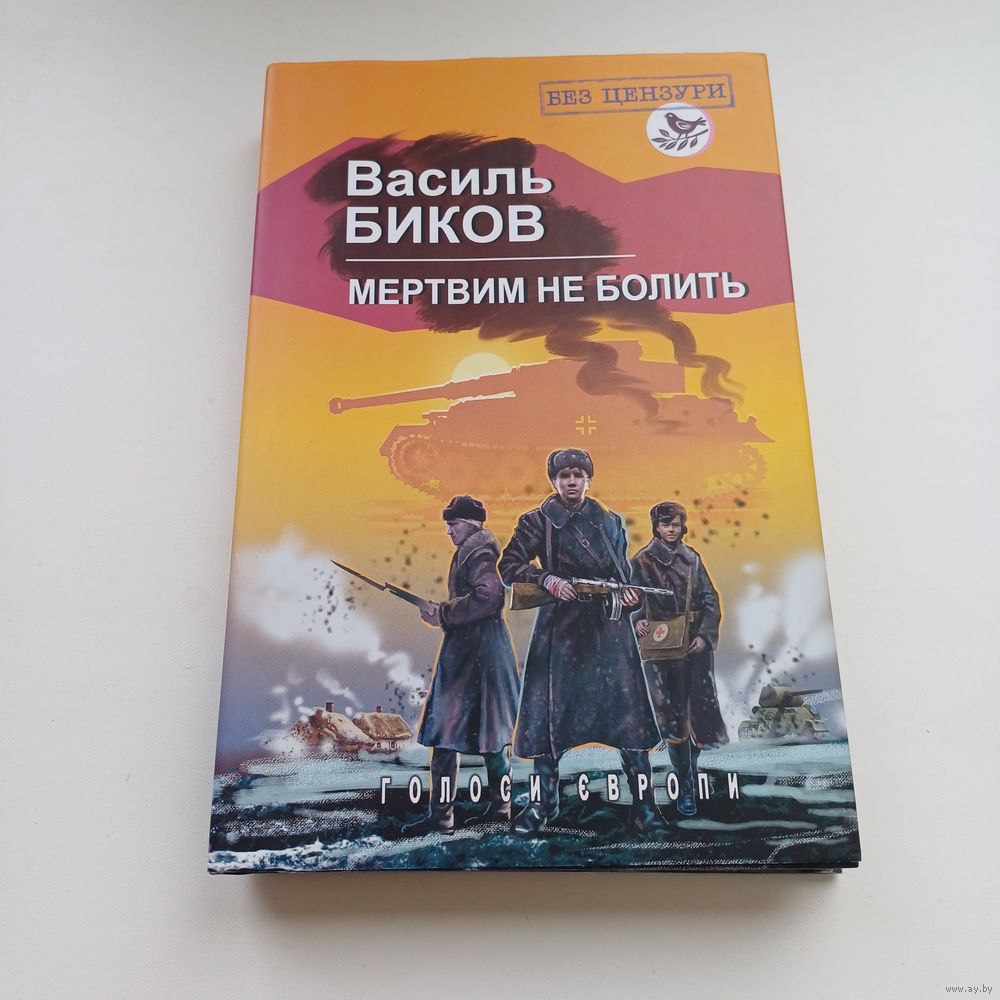 БЕЗ ЦЕНЗУРИ
Василь
БИКОВ
МЕРТВИМ НЕ БОЛИТЬ
ГОЛОСИ ЄВРОПИ
www.ay.by